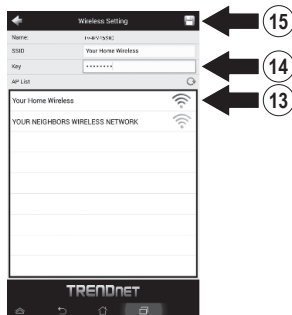 Wireless Setting
15
Name:
SSID Your Home Wireless
Key ••••••••
14
AP List
13
Your Home Wireless
YOUR NEIGHBORS WIRELESS NETWORK
TRENDNET